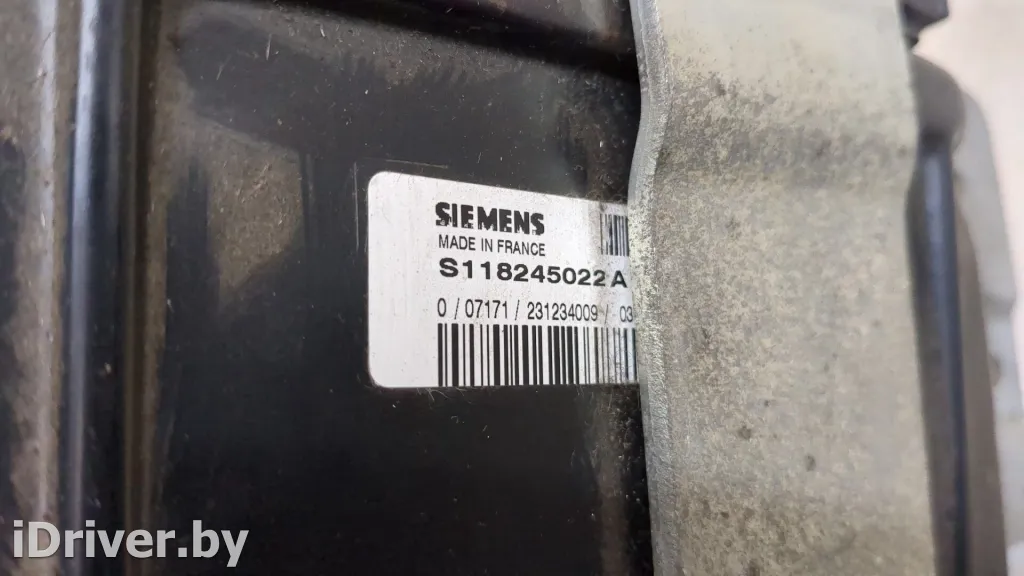 SIEMENS
MADE IN FRANCE
S118245022 A
0 / 07171 / 231234009 / 03
iDriver.by